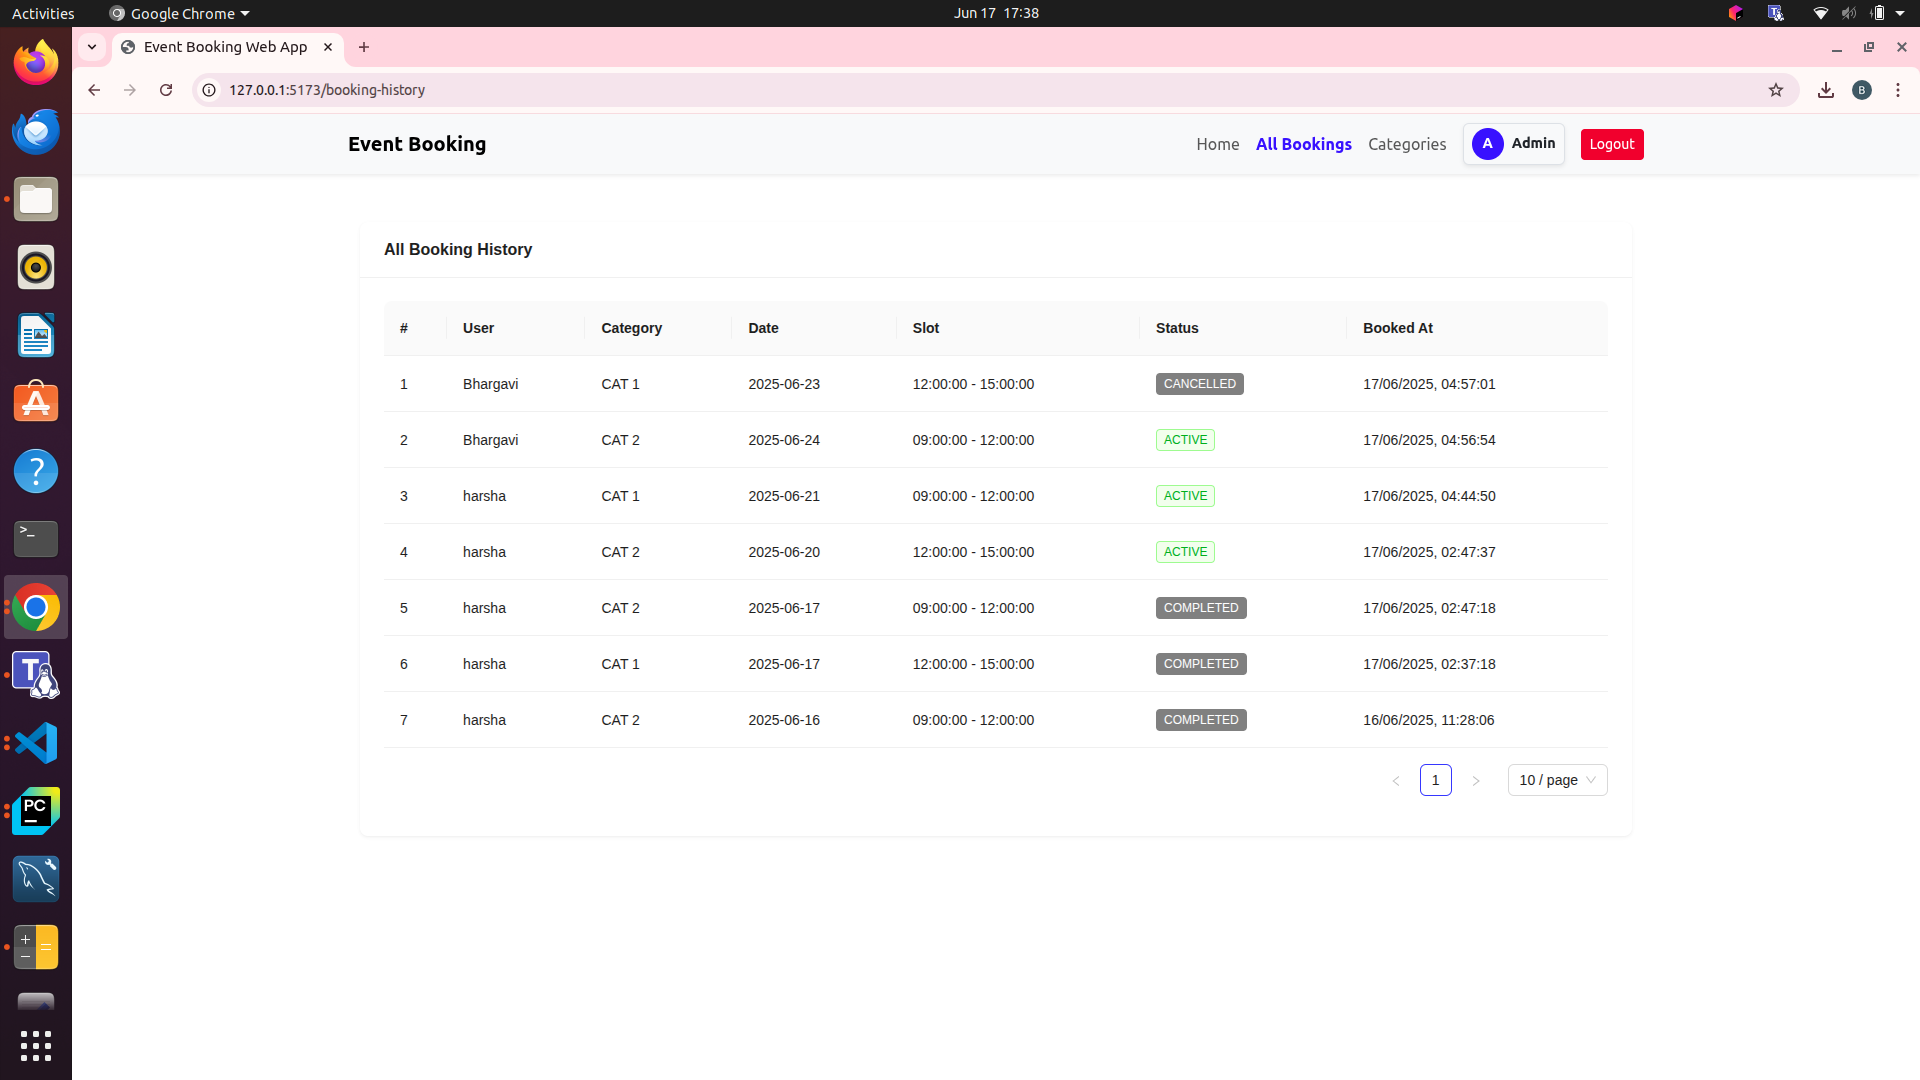 Activities Google Chrome Jun 17 17:38
Event Booking Web App
127.0.0.1:5173/booking-history B
Event Booking Home All Bookings Categories A Admin Logout
All Booking History
# User Category Date Slot Status Booked At
1 Bhargavi CAT 1 2025-06-23 12:00:00 - 15:00:00 CANCELLED 17/06/2025, 04:57:01
2 Bhargavi CAT 2 2025-06-24 09:00:00 - 12:00:00 ACTIVE 17/06/2025, 04:56:54
3 harsha CAT 1 2025-06-21 09:00:00 - 12:00:00 ACTIVE 17/06/2025, 04:44:50
4 harsha CAT 2 2025-06-20 12:00:00 - 15:00:00 ACTIVE 17/06/2025, 02:47:37
5 harsha CAT 2 2025-06-17 09:00:00 - 12:00:00 COMPLETED 17/06/2025, 02:47:18
6 harsha CAT 1 2025-06-17 12:00:00 - 15:00:00 COMPLETED 17/06/2025, 02:37:18
7 harsha CAT 2 2025-06-16 09:00:00 - 12:00:00 COMPLETED 16/06/2025, 11:28:06
1 10 / page